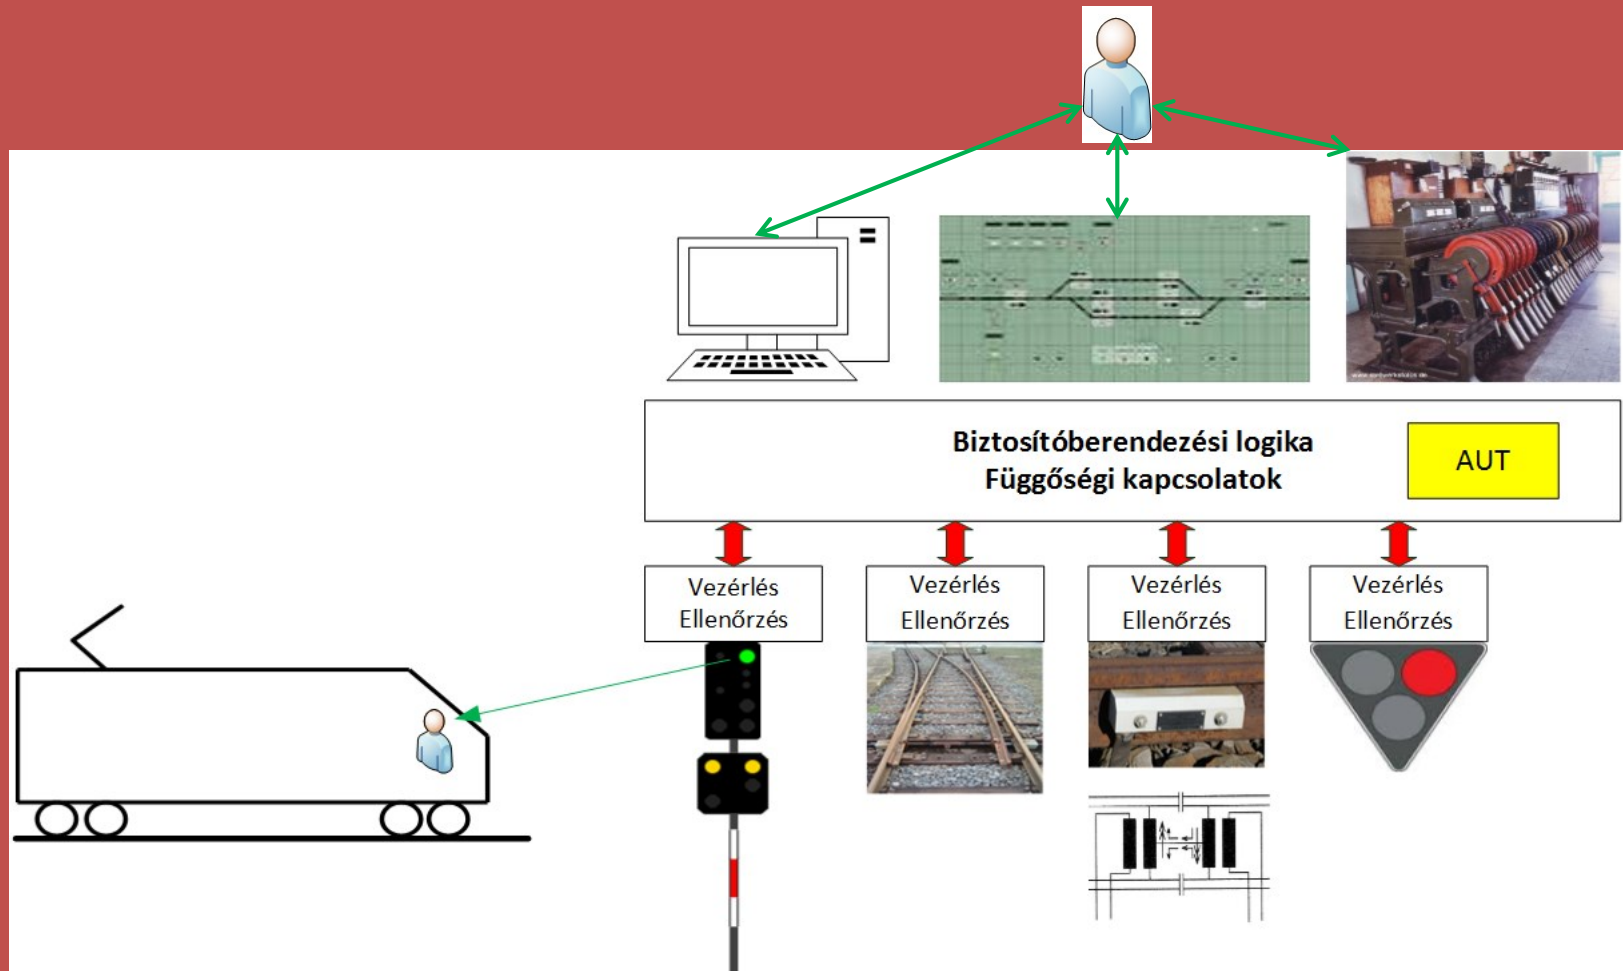 Biztosítóberendezési logika
Függőségi kapcsolatok
AUT
Vezérlés
Ellenőrzés
Vezérlés
Ellenőrzés
Vezérlés
Ellenőrzés
Vezérlés
Ellenőrzés